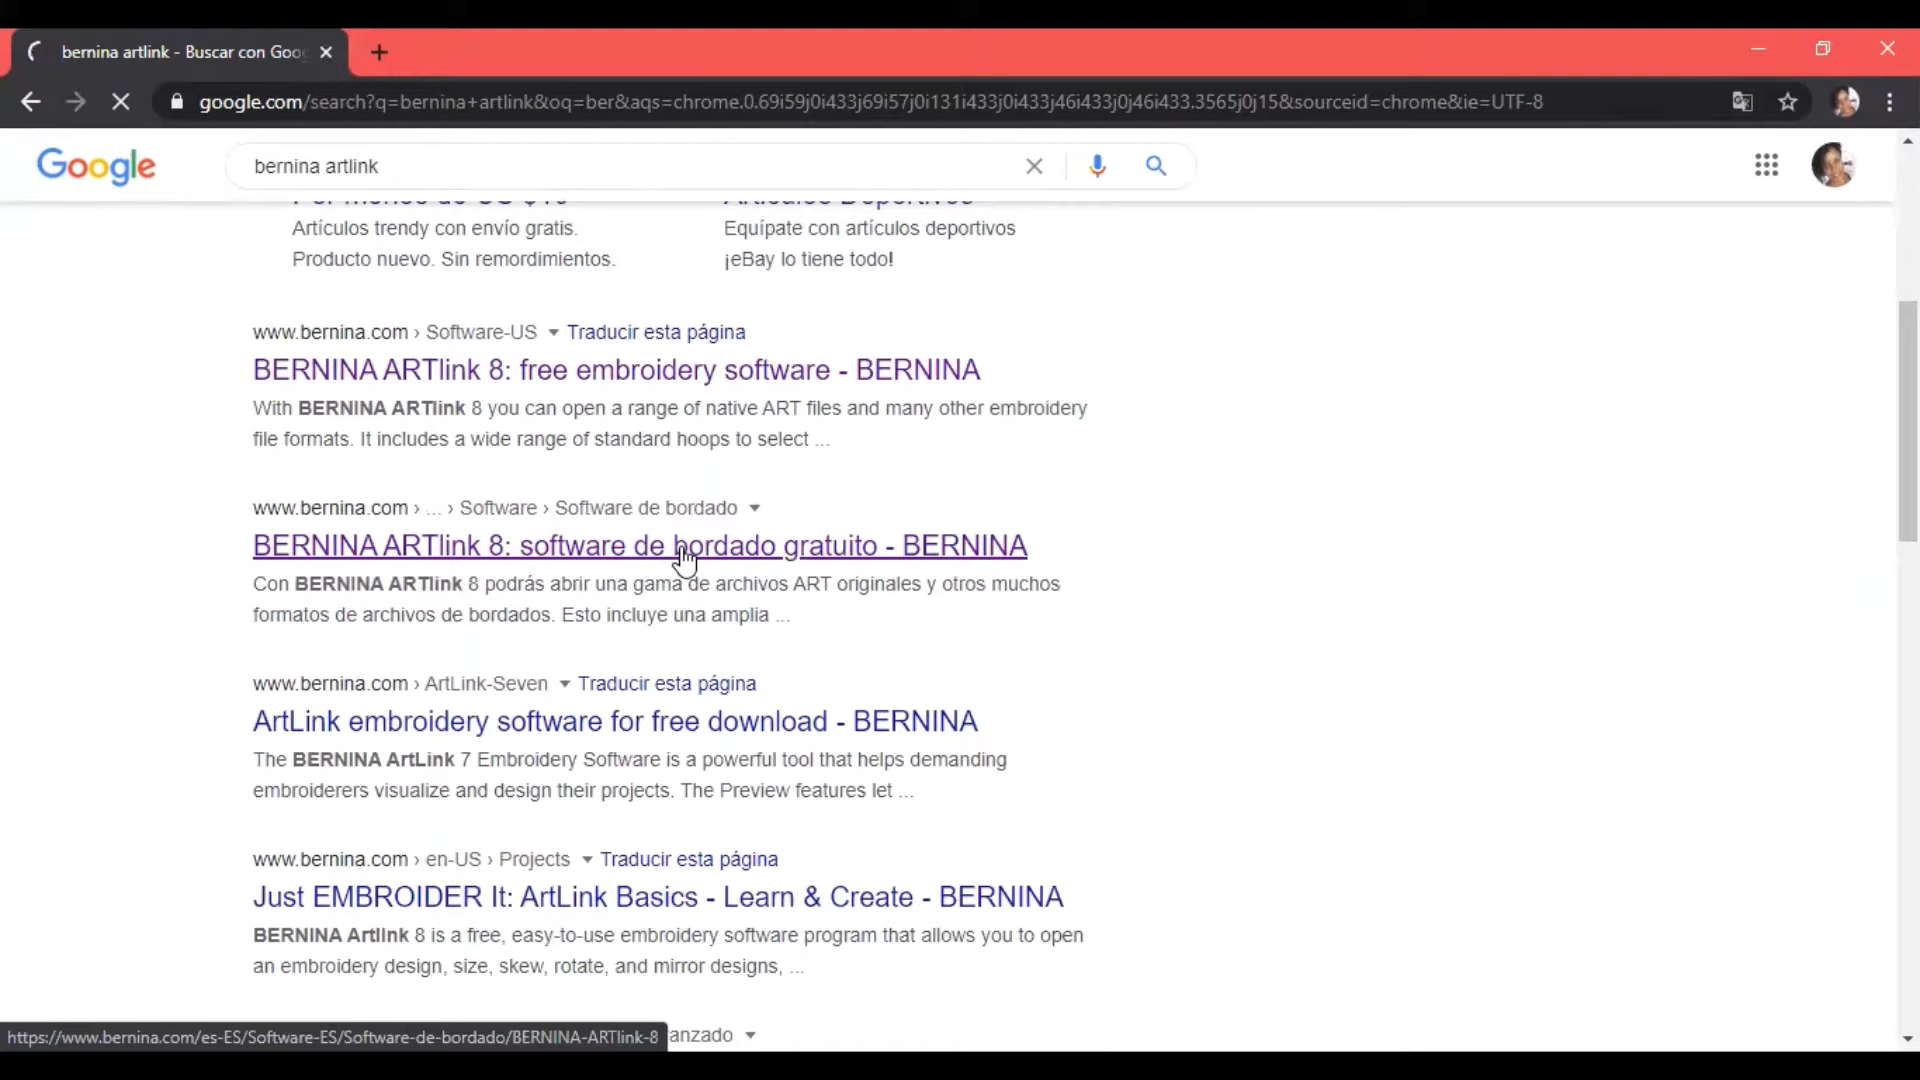 bernina artlink - Buscar con Goo
google.com/search?q=bernina+artlink&oq=ber&aqs=chrome.0.69i59j0i433j69i57j0i131i433j0i433j46i433j0j46i433.3565j0j15&sourceid=chrome&ie=UTF-8
Google
bernina artlink
Por menos de US $10
Artículos Deportivos
Artículos trendy con envío gratis.
Equípate con artículos deportivos
Producto nuevo. Sin remordimientos.
¡eBay lo tiene todo!
www.bernina.com › Software-US Traducir esta página
BERNINA ARTlink 8: free embroidery software - BERNINA
With BERNINA ARTlink 8 you can open a range of native ART files and many other embroidery
file formats. It includes a wide range of standard hoops to select ...
www.bernina.com › ... › Software › Software de bordado
BERNINA ARTlink 8: software de bordado gratuito - BERNINA
Con BERNINA ARTlink 8 podrás abrir una gama de archivos ART originales y otros muchos
formatos de archivos de bordados. Esto incluye una amplia ...
www.bernina.com › ArtLink-Seven Traducir esta página
ArtLink embroidery software for free download - BERNINA
The BERNINA ArtLink 7 Embroidery Software is a powerful tool that helps demanding
embroiderers visualize and design their projects. The Preview features let ...
www.bernina.com › en-US › Projects Traducir esta página
Just EMBROIDER It: ArtLink Basics - Learn & Create - BERNINA
BERNINA Artlink 8 is a free, easy-to-use embroidery software program that allows you to open
an embroidery design, size, skew, rotate, and mirror designs, ...
https://www.bernina.com/es-ES/Software-ES/Software-de-bordado/BERNINA-ARTlink-8
anzado